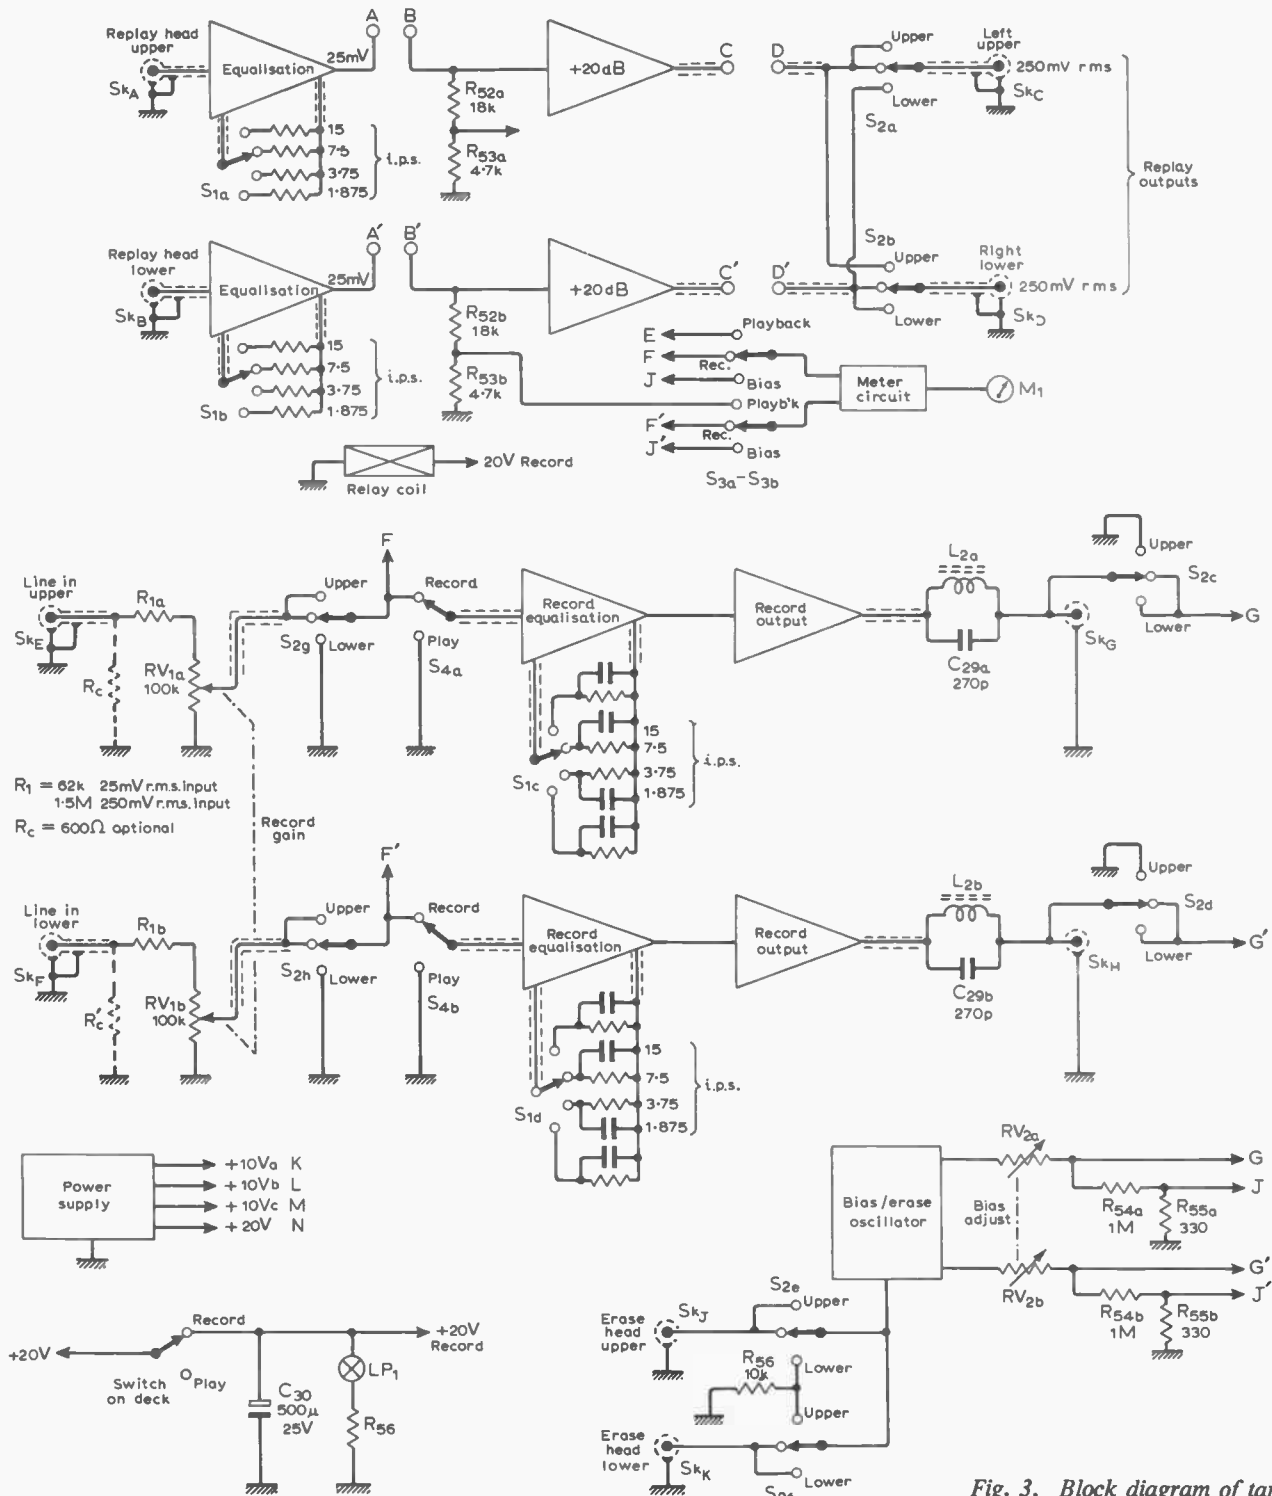 Replay head
upper
SkA
Equalisation
25mV
A
B
S1a
15
7·5
3·75
1·875
i.p.s.
R52a
18k
R53a
4.7k
+20dB
C
D
Upper
Lower
S2a
Left
upper
250mV rms
SkC
Replay
outputs
Replay head
lower
SkB
Equalisation
25mV
A'
B'
S1b
15
7·5
3·75
1·875
i.p.s.
R52b
18k
R53b
4.7k
+20dB
C'
D'
S2b
Upper
Lower
Right
lower
250mV rms
SkD
E
Playback
F
Rec.
J
Bias
Playb'k
F'
Rec.
J'
Bias
S3a-S3b
Meter
circuit
M1
20V Record
Relay coil
Line in
upper
SkE
R1a
RC
RV1a
100k
Upper
S2g
Lower
F
Record
Play
S4a
Record
equalisation
S1c
15
7·5
3·75
1·875
i.p.s.
Record
output
L2a
C29a
270p
SkG
Upper
S2c
Lower
G
R1 = 62k 25mV r.m.s. input
1·5M 250mV r.m.s. input
RC = 600Ω optional
Record
gain
Line in
lower
SkF
R1b
R'C
RV1b
100k
Upper
S2h
Lower
F'
Record
Play
S4b
Record
equalisation
S1d
15
7·5
3·75
1·875
i.p.s.
Record
output
L2b
C29b
270p
SkH
Upper
S2d
Lower
G'
Power
supply
+10Va K
+10Vb L
+10Vc M
+20V N
Bias/erase
oscillator
RV2a
Bias
adjust
RV2b
G
J
R54a
1M
R55a
330
G'
J'
R54b
1M
R55b
330
+20V
Record
Play
Switch
on deck
C30
500μ
25V
LP1
R56
+20V
Record
Erase
head
upper
SkJ
S2e
Upper
R56
10k
Lower
Upper
Erase
head
lower
SkK
Lower
Fig. 3. Block diagram of